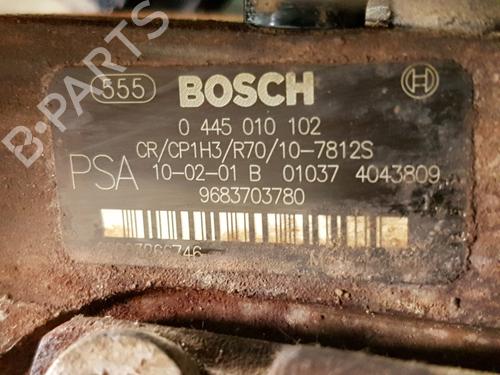 B-PARTS
555 BOSCH
0 445 010 102
CR/CP1H3/R70/10-7812S
PSA 10-02-01 B 01037 4043809
9683703780